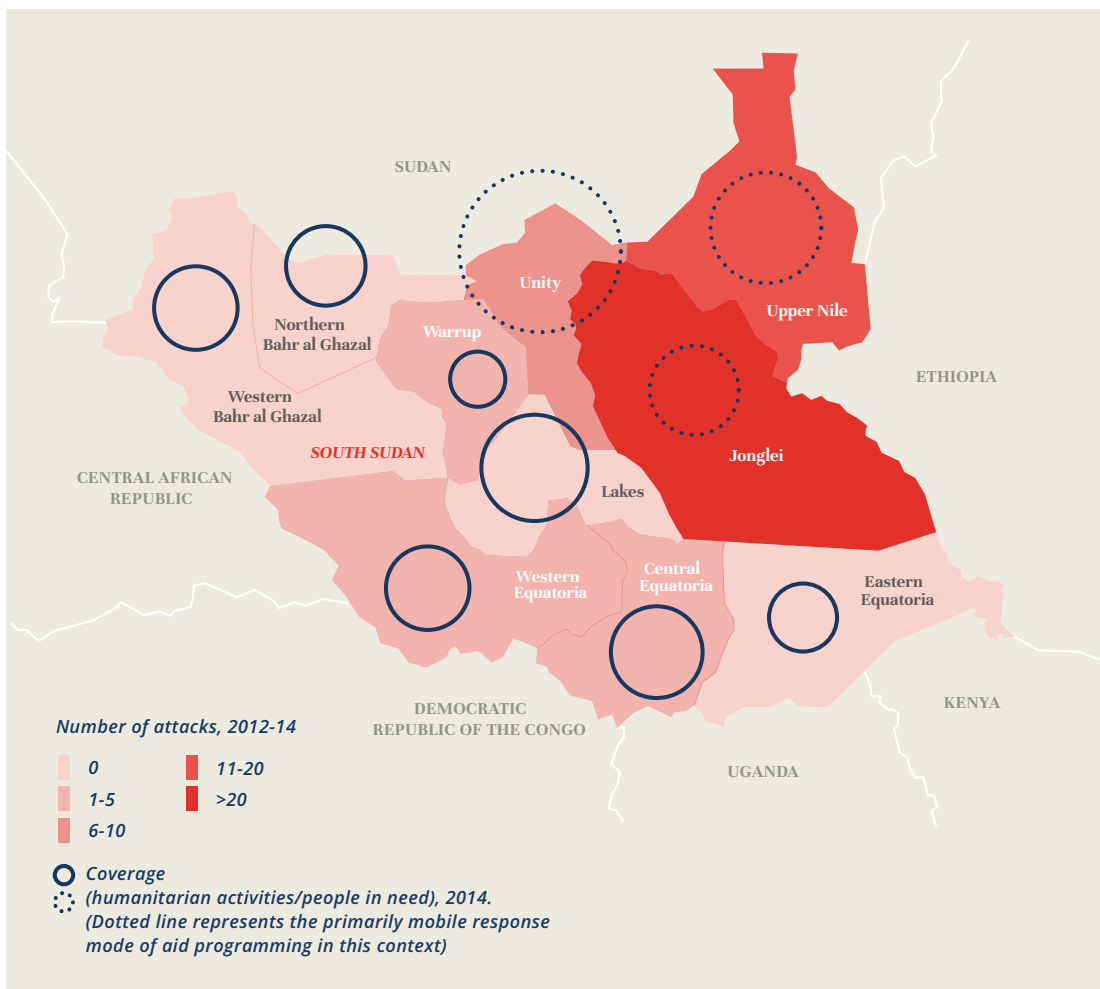 SUDAN
Unity
Upper Nile
Northern
Bahr al Ghazal
Warrup
ETHIOPIA
Western
Bahr al Ghazal
SOUTH SUDAN
Jonglei
CENTRAL AFRICAN
REPUBLIC
Lakes
Western
Equatoria
Central
Equatoria
Eastern
Equatoria
KENYA
DEMOCRATIC
REPUBLIC OF THE CONGO
UGANDA
Number of attacks, 2012-14
0
1-5
6-10
11-20
>20
Coverage
(humanitarian activities/people in need), 2014.
(Dotted line represents the primarily mobile response
mode of aid programming in this context)